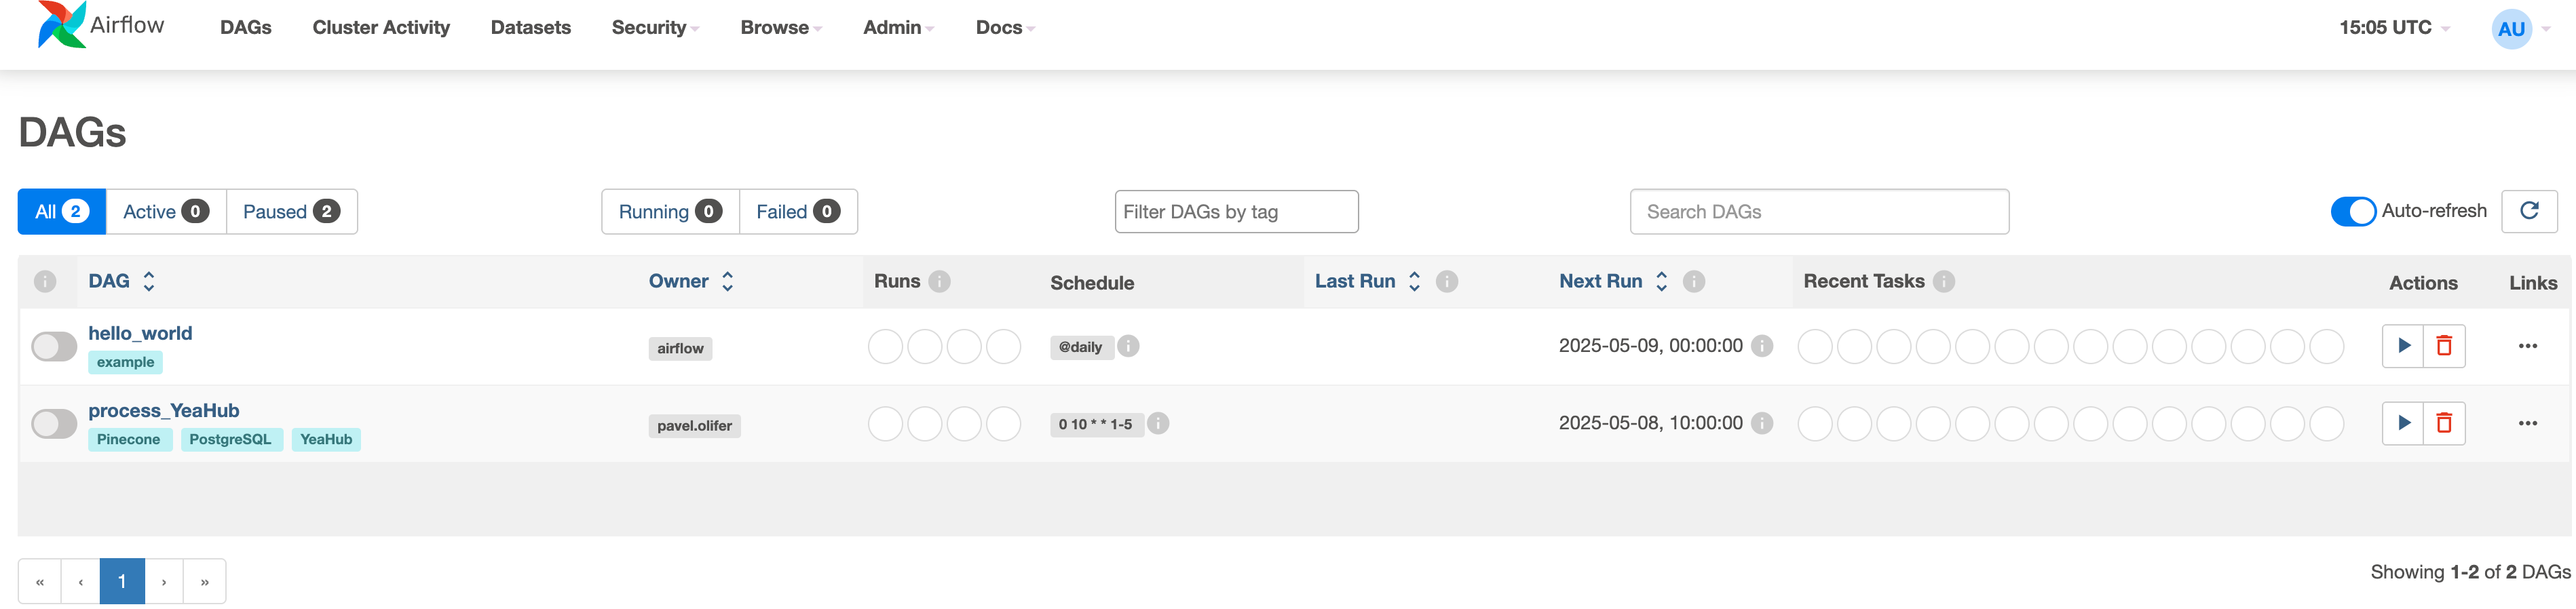 Airflow DAGs Cluster Activity Datasets Security Browse Admin Docs 15:05 UTC AU
DAGs
All 2 Active 0 Paused 2 Running 0 Failed 0 Filter DAGs by tag Search DAGs Auto-refresh
i DAG Owner Runs i Schedule Last Run i Next Run i Recent Tasks i Actions Links
hello_world
airflow @daily i 2025-05-09, 00:00:00 i
example
process_YeaHub
pavel.olifer 0 10 * * 1-5 i 2025-05-08, 10:00:00 i
Pinecone PostgreSQL YeaHub
« ‹ 1 › » Showing 1-2 of 2 DAGs